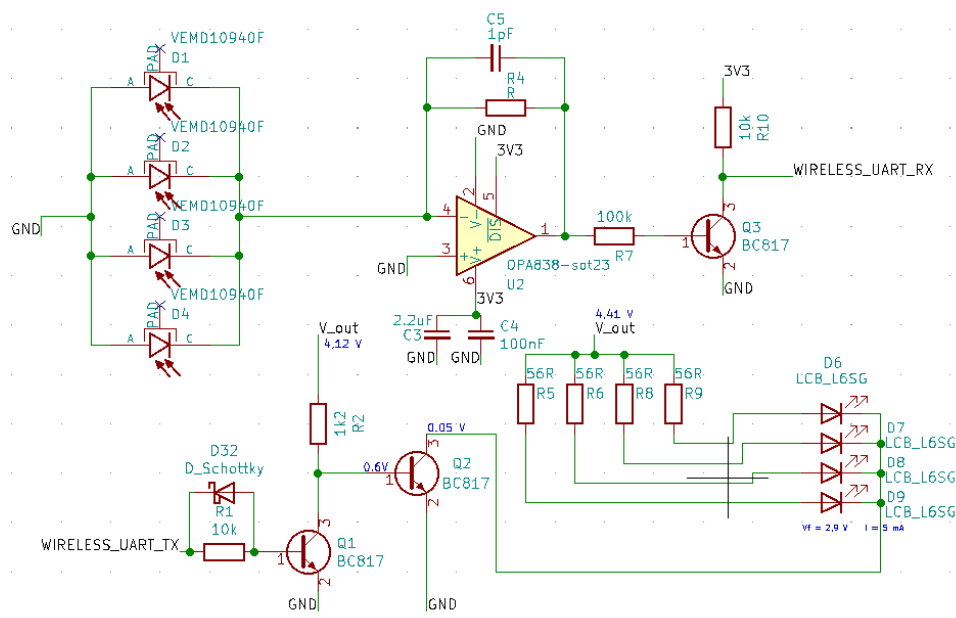 C5
1pF
R4
R
VEMD10940F
D1
PAD
A
C
VEMD10940F
D2
PAD
A
C
VEMD10940F
D3
PAD
A
C
VEMD10940F
D4
PAD
A
C
GND
GND
3V3
2
5
4
V-
DIS
1
3
V+
6
GND
OPA838-sot23
U2
3V3
2.2uF
C3
C4
100nF
GND
GND
100k
R7
3V3
10k
R10
WIRELESS_UART_RX
3
1
2
Q3
BC817
GND
V_out
4,12 V
1k2
R2
4,41 V
V_out
56R
R5
56R
R6
56R
R8
56R
R9
D6
LCB_L6SG
D7
LCB_L6SG
D8
LCB_L6SG
D9
LCB_L6SG
Vf = 2,9 V I = 5 mA
0.05 V
0.6V
3
1
2
Q2
BC817
D32
D_Schottky
R1
10k
WIRELESS_UART_TX
3
1
2
Q1
BC817
GND
GND